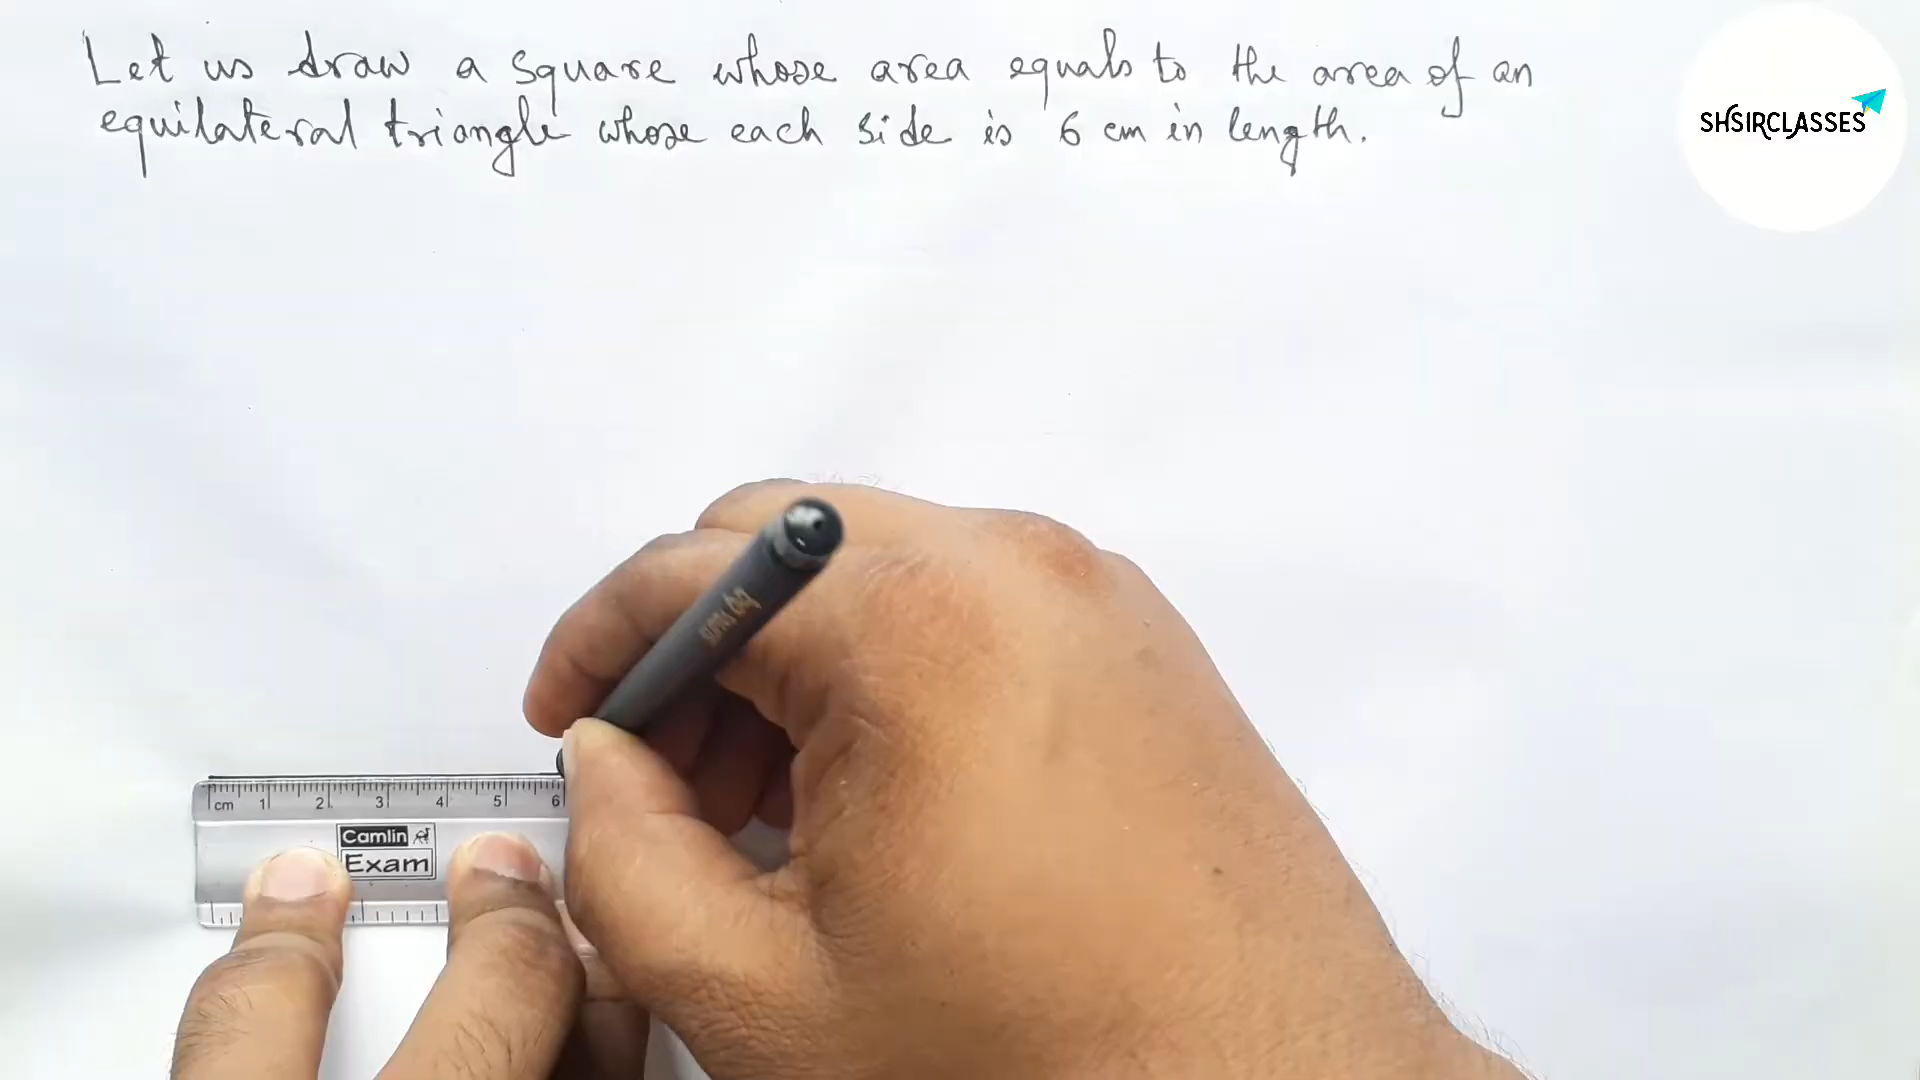 Let us draw a square whose area equals to the area of an
equilateral triangle whose each side is 6 cm in length.
SHSIRCLASSES
cm 1 2 3 4 5 6
Camlin
Exam